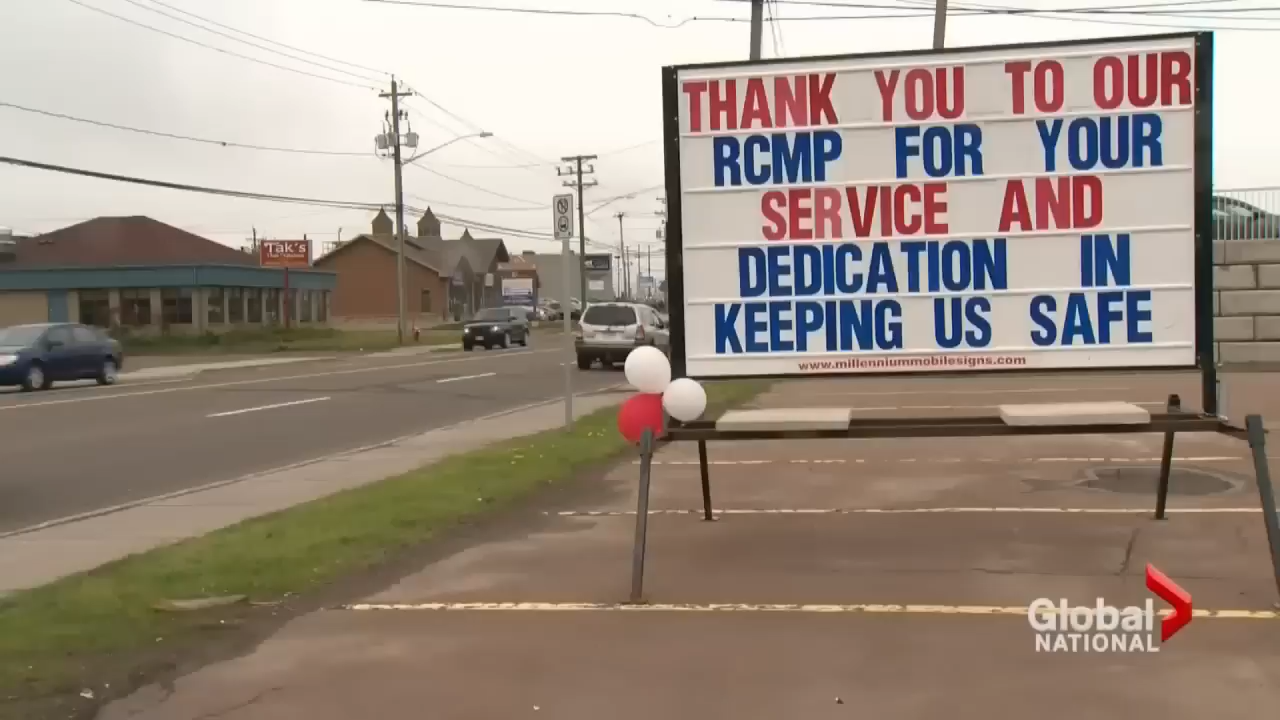 THANK YOU TO OUR
RCMP FOR YOUR
SERVICE AND
DEDICATION IN
KEEPING US SAFE
www.millenniummobilesigns.com
Tak's
Global
NATIONAL